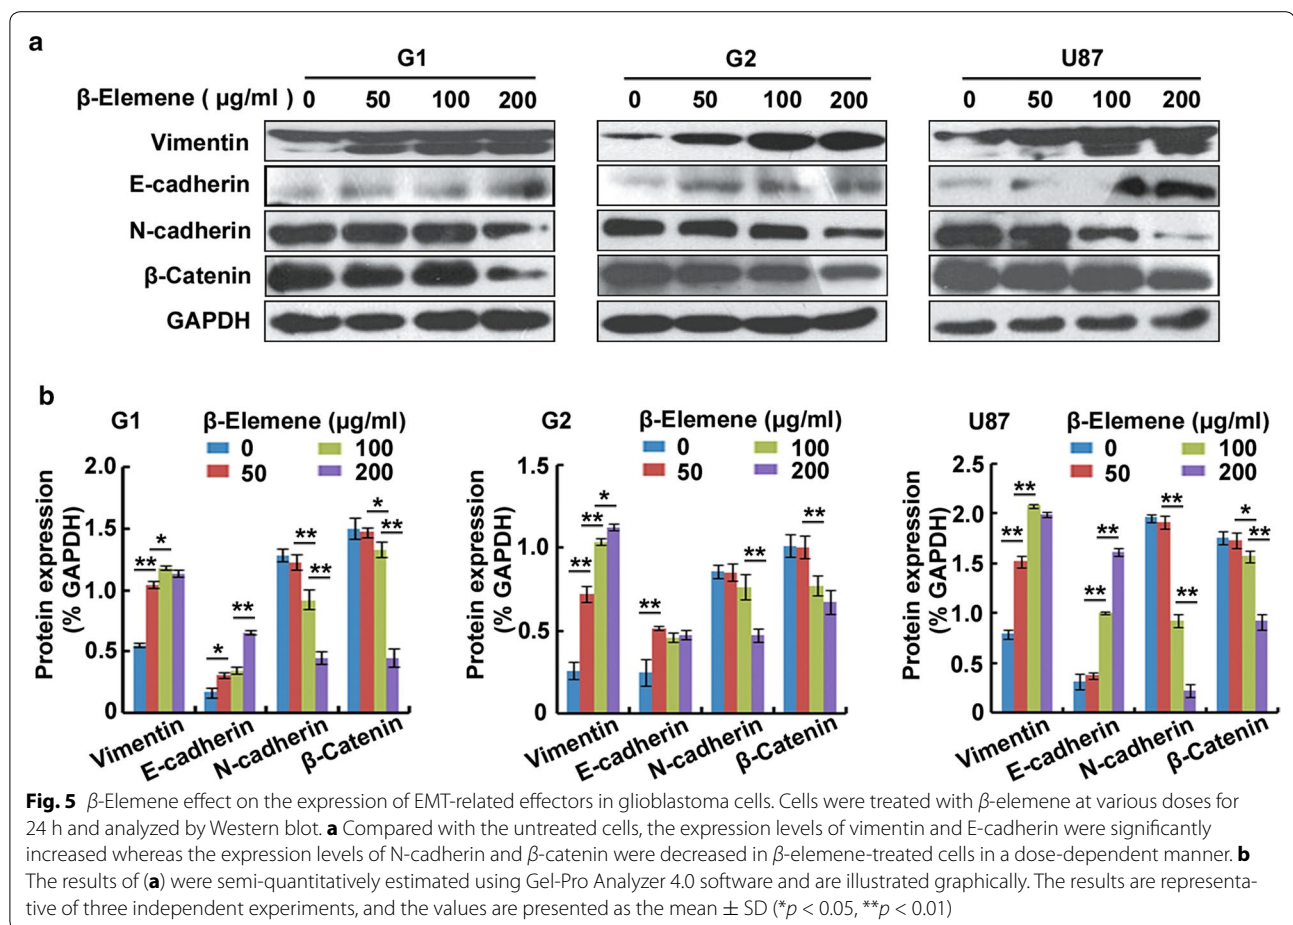 a
G1 G2 U87
β-Elemene ( µg/ml ) 0 50 100 200 0 50 100 200 0 50 100 200
Vimentin
E-cadherin
N-cadherin
β-Catenin
GAPDH
b
G1 β-Elemene (µg/ml)
0 100
50 200
Protein expression
(% GAPDH)
2.0
1.5
1.0
0.5
0
** * * ** ** ** * **
Vimentin E-cadherin N-cadherin β-Catenin
G2 β-Elemene (µg/ml)
0 100
50 200
Protein expression
(% GAPDH)
1.5
1.0
0.5
0
** ** * ** ** **
Vimentin E-cadherin N-cadherin β-Catenin
U87 β-Elemene (µg/ml)
0 100
50 200
Protein expression
(% GAPDH)
2.5
2.0
1.5
1.0
0.5
0
** ** ** ** ** ** * **
Vimentin E-cadherin N-cadherin β-Catenin
Fig. 5 β-Elemene effect on the expression of EMT-related effectors in glioblastoma cells. Cells were treated with β-elemene at various doses for
24 h and analyzed by Western blot. a Compared with the untreated cells, the expression levels of vimentin and E-cadherin were significantly
increased whereas the expression levels of N-cadherin and β-catenin were decreased in β-elemene-treated cells in a dose-dependent manner. b
The results of (a) were semi-quantitatively estimated using Gel-Pro Analyzer 4.0 software and are illustrated graphically. The results are representa-
tive of three independent experiments, and the values are presented as the mean ± SD (*p < 0.05, **p < 0.01)